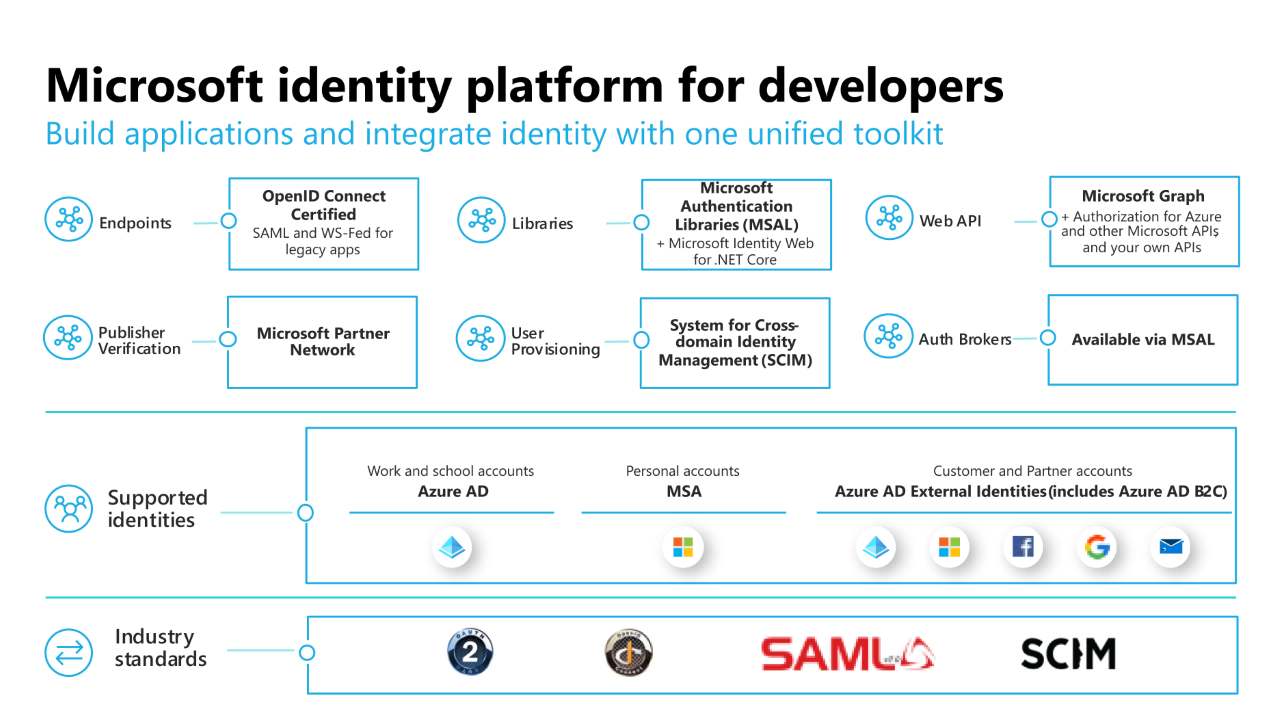 Microsoft identity platform for developers
Build applications and integrate identity with one unified toolkit
Endpoints
OpenID Connect
Certified
SAML and WS-Fed for
legacy apps
Libraries
Microsoft
Authentication
Libraries (MSAL)
+ Microsoft Identity Web
for .NET Core
Web API
Microsoft Graph
+ Authorization for Azure
and other Microsoft APIs
and your own APIs
Publisher
Verification
Microsoft Partner
Network
User
Provisioning
System for Cross-
domain Identity
Management (SCIM)
Auth Brokers
Available via MSAL
Supported
identities
Work and school accounts
Azure AD
Personal accounts
MSA
Customer and Partner accounts
Azure AD External Identities(includes Azure AD B2C)
Industry
standards
OAUTH
2
OpenID
Connect
SAML
SCIM